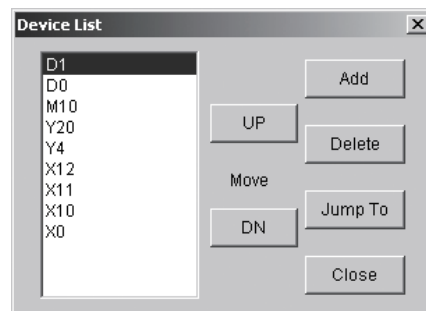 Device List
D1
D0
M10
Y20
Y4
X12
X11
X10
X0
UP
Move
DN
Add
Delete
Jump To
Close